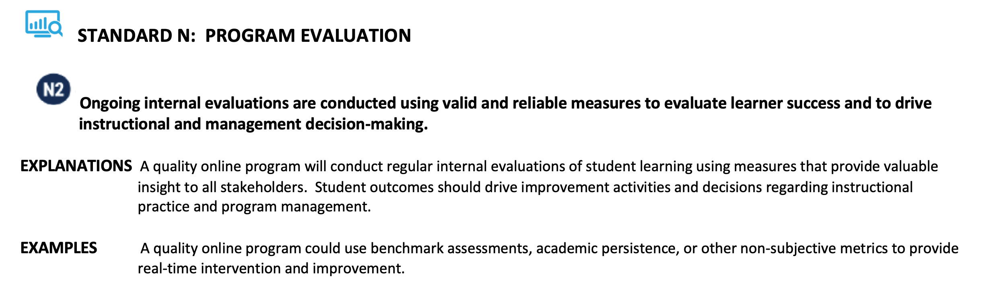 STANDARD N:  PROGRAM EVALUATION
N2
Ongoing internal evaluations are conducted using valid and reliable measures to evaluate learner success and to drive
instructional and management decision-making.
EXPLANATIONS  A quality online program will conduct regular internal evaluations of student learning using measures that provide valuable
insight to all stakeholders.  Student outcomes should drive improvement activities and decisions regarding instructional
practice and program management.
EXAMPLES  A quality online program could use benchmark assessments, academic persistence, or other non-subjective metrics to provide
real-time intervention and improvement.